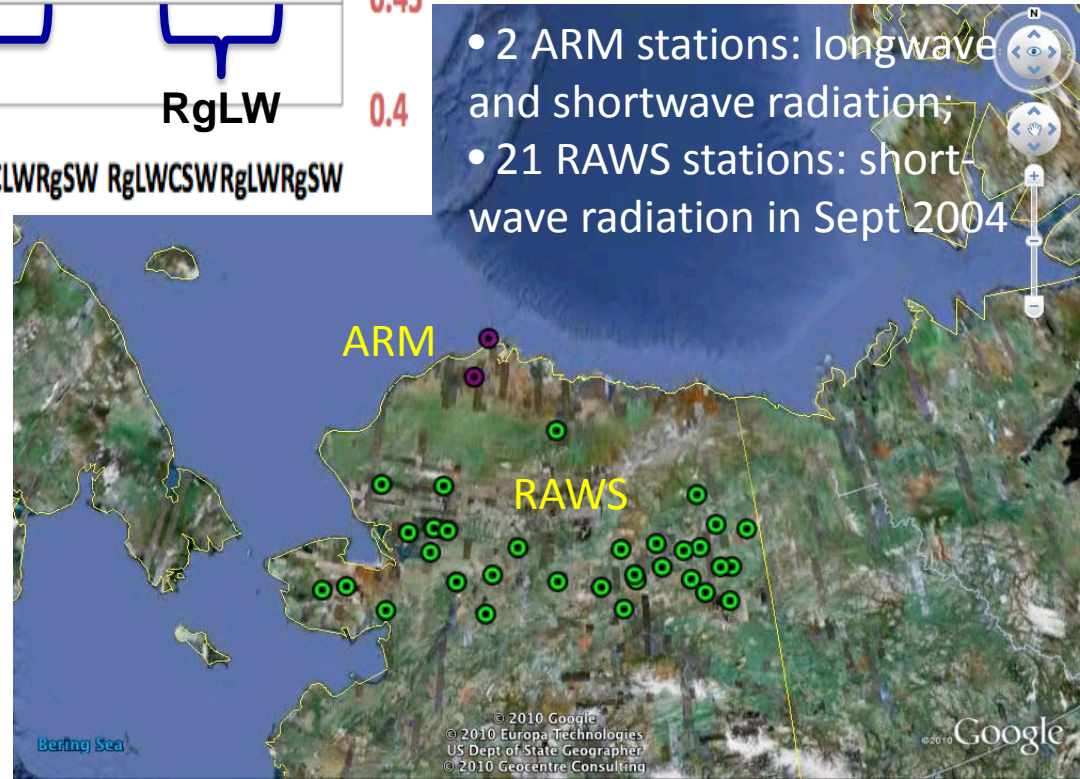 0.45
RgLW
0.4
CLWRgSW RgLWCSWRgLWRgSW
• 2 ARM stations: longwave
and shortwave radiation;
• 21 RAWS stations: short-
wave radiation in Sept 2004
N
ARM
RAWS
Bering Sea
© 2010 Google
© 2010 Europa Technologies
US Dept of State Geographer
© 2010 Geocentre Consulting
©2010 Google